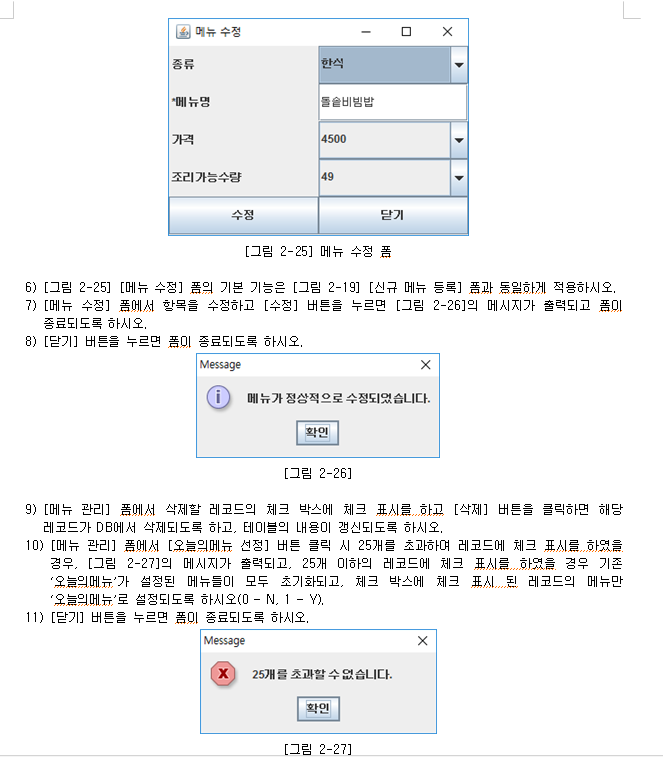 메뉴 수정
종류
한식
*메뉴명
돌솥비빔밥
가격
4500
조리가능수량
49
수정
닫기
[그림 2-25] 메뉴 수정 폼
6) [그림 2-25] [메뉴 수정] 폼의 기본 기능은 [그림 2-19] [신규 메뉴 등록] 폼과 동일하게 적용하시오.
7) [메뉴 수정] 폼에서 항목을 수정하고 [수정] 버튼을 누르면 [그림 2-26]의 메시지가 출력되고 폼이
종료되도록 하시오.
8) [닫기] 버튼을 누르면 폼이 종료되도록 하시오.
Message
메뉴가 정상적으로 수정되었습니다.
확인
[그림 2-26]
9) [메뉴 관리] 폼에서 삭제할 레코드의 체크 박스에 체크 표시를 하고 [삭제] 버튼을 클릭하면 해당
레코드가 DB에서 삭제되도록 하고, 테이블의 내용이 갱신되도록 하시오.
10) [메뉴 관리] 폼에서 [오늘의메뉴 선정] 버튼 클릭 시 25개를 초과하여 레코드에 체크 표시를 하였을
경우, [그림 2-27]의 메시지가 출력되고, 25개 이하의 레코드에 체크 표시를 하였을 경우 기존
‘오늘의메뉴’가 설정된 메뉴들이 모두 초기화되고, 체크 박스에 체크 표시 된 레코드의 메뉴만
‘오늘의메뉴’로 설정되도록 하시오(0 - N, 1 - Y).
11) [닫기] 버튼을 누르면 폼이 종료되도록 하시오.
Message
25개를 초과할 수 없습니다.
확인
[그림 2-27]